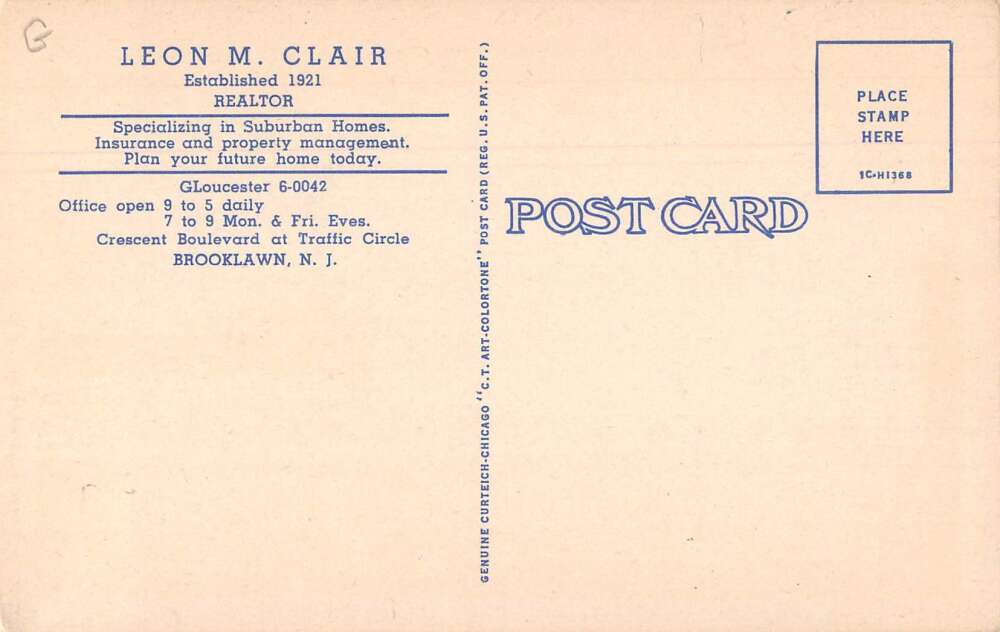 G
LEON M. CLAIR
Established 1921
REALTOR
Specializing in Suburban Homes.
Insurance and property management.
Plan your future home today.
GLoucester 6-0042
Office open 9 to 5 daily
7 to 9 Mon. & Fri. Eves.
Crescent Boulevard at Traffic Circle
BROOKLAWN, N. J.
GENUINE CURTEICH-CHICAGO "C.T. ART-COLORTONE" POST CARD (REG. U.S. PAT. OFF.)
POST CARD
PLACE
STAMP
HERE
1C-H1368